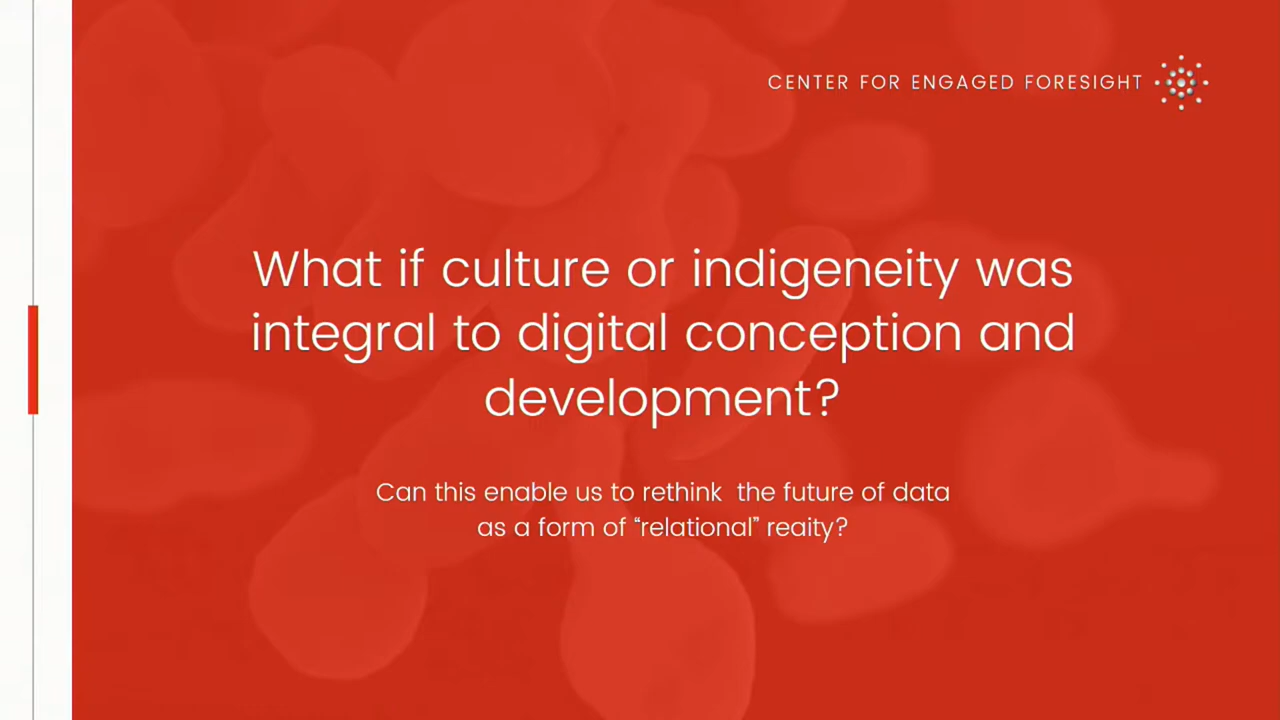 CENTER FOR ENGAGED FORESIGHT
What if culture or indigeneity was
integral to digital conception and
development?
Can this enable us to rethink  the future of data
as a form of “relational” reaity?